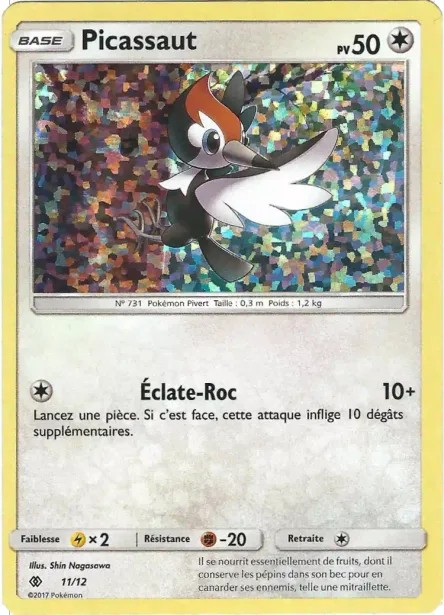 BASE Picassaut PV50
N° 731 Pokémon Pivert Taille : 0,3 m Poids : 1,2 kg
Éclate-Roc 10+
Lancez une pièce. Si c'est face, cette attaque inflige 10 dégâts
supplémentaires.
Faiblesse ×2 Résistance -20 Retraite
Illus. Shin Nagasawa
11/12
©2017 Pokémon
Il se nourrit essentiellement de fruits, dont il
conserve les pépins dans son bec pour en
canarder ses ennemis, telle une mitraillette.